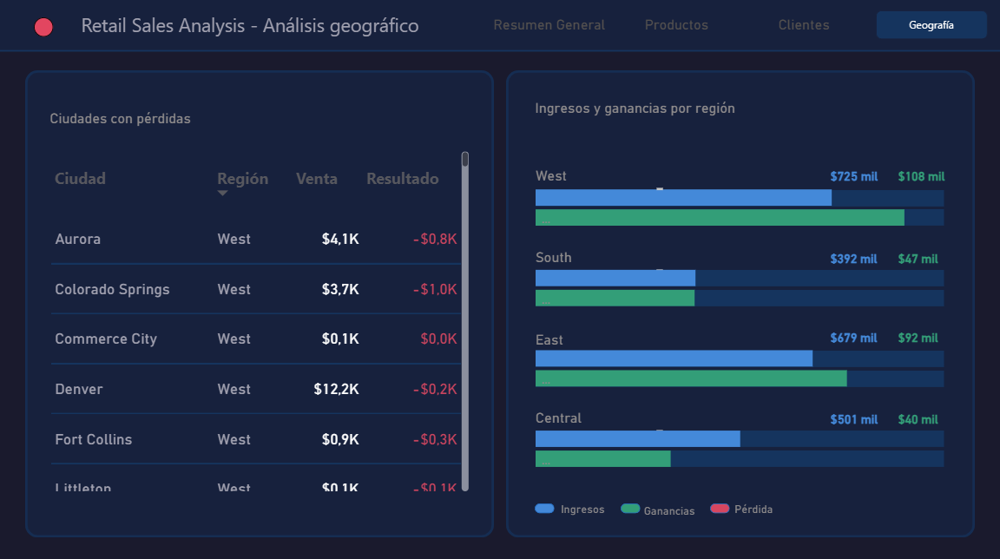 Retail Sales Analysis - Análisis geográfico
Resumen General
Productos
Clientes
Geografía
Ciudades con pérdidas
Ciudad Región Venta Resultado
Aurora West $4,1K -$0,8K
Colorado Springs West $3,7K -$1,0K
Commerce City West $0,1K $0,0K
Denver West $12,2K -$0,2K
Fort Collins West $0,9K -$0,3K
Littleton West $0,1K -$0,1K
Ingresos y ganancias por región
West $725 mil $108 mil
South $392 mil $47 mil
East $679 mil $92 mil
Central $501 mil $40 mil
Ingresos Ganancias Pérdida